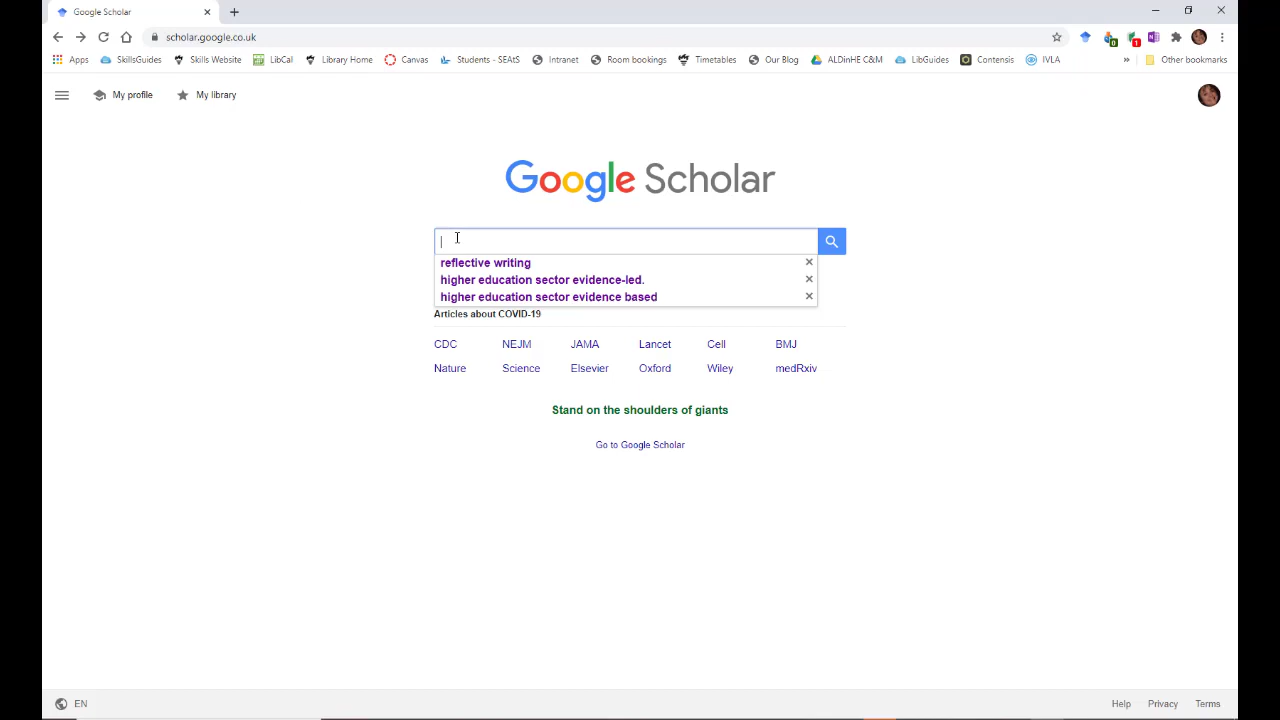 Google Scholar
scholar.google.co.uk
Apps SkillsGuides Skills Website LibCal Library Home Canvas Students - SEAtS Intranet Room bookings Timetables Our Blog ALDinHE C&M LibGuides Contensis IVLA » Other bookmarks
My profile My library
Google Scholar
reflective writing
higher education sector evidence-led.
higher education sector evidence based
Articles about COVID-19
CDC NEJM JAMA Lancet Cell BMJ
Nature Science Elsevier Oxford Wiley medRxiv
Stand on the shoulders of giants
Go to Google Scholar
EN Help Privacy Terms